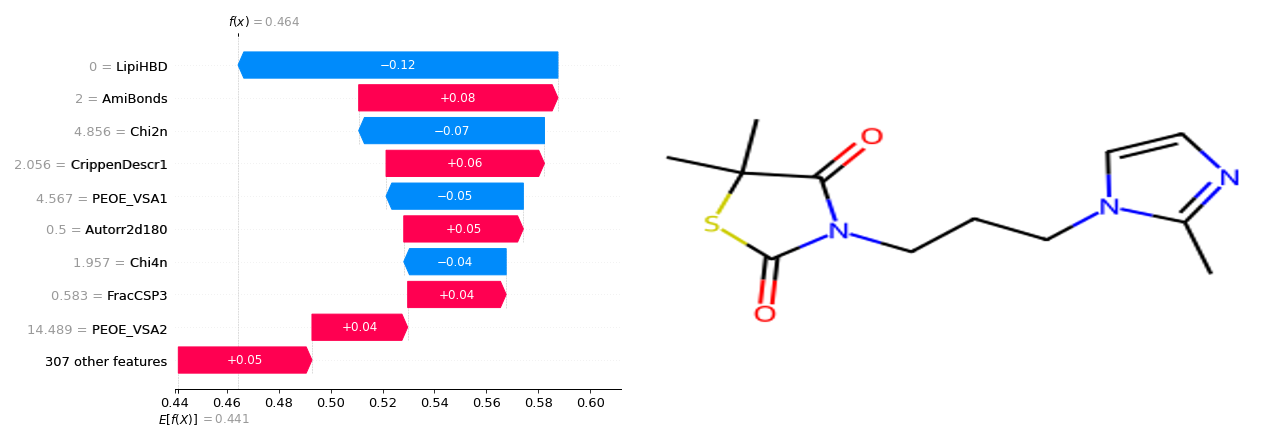 f(x) = 0.464
0 = LipiHBD
−0.12
2 = AmiBonds
+0.08
4.856 = Chi2n
−0.07
2.056 = CrippenDescr1
+0.06
4.567 = PEOE_VSA1
−0.05
0.5 = Autorr2d180
+0.05
1.957 = Chi4n
−0.04
0.583 = FracCSP3
+0.04
14.489 = PEOE_VSA2
+0.04
307 other features
+0.05
0.44 0.46 0.48 0.50 0.52 0.54 0.56 0.58 0.60
E[f(X)] = 0.441
O
N
N
S
N
O